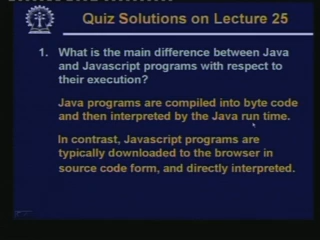 Quiz Solutions on Lecture 25
1. What is the main difference between Java
and Javascript programs with respect to
their execution?
Java programs are compiled into byte code
and then interpreted by the Java run time.
In contrast, Javascript programs are
typically downloaded to the browser in
source code form, and directly interpreted.